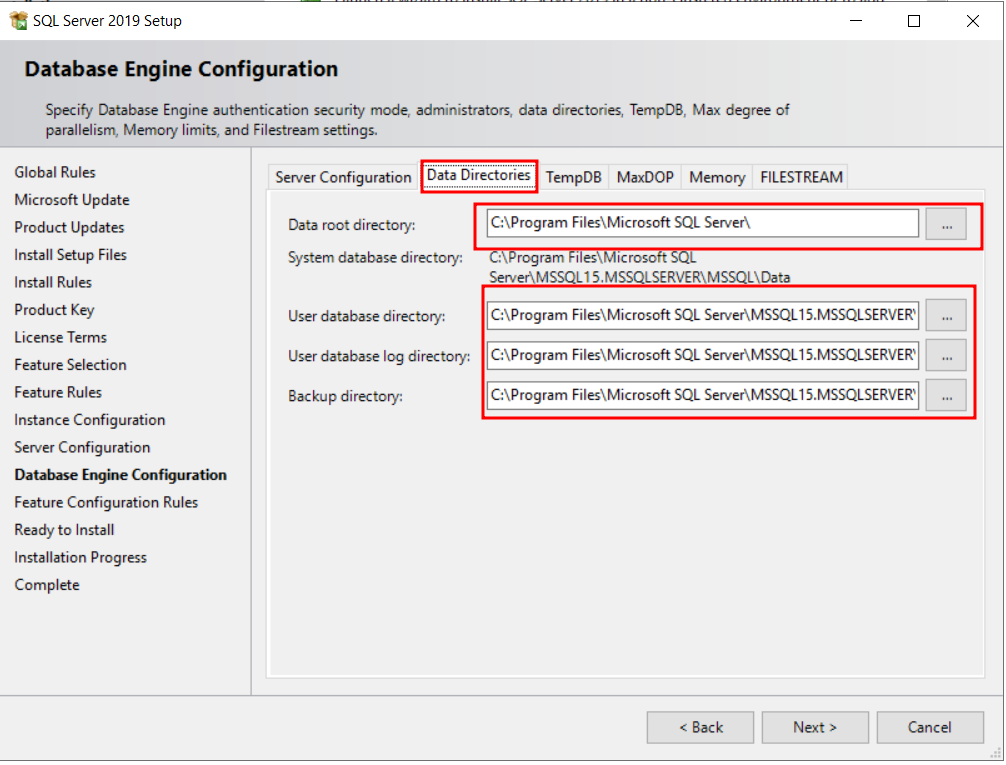 SQL Server 2019 Setup
Database Engine Configuration
Specify Database Engine authentication security mode, administrators, data directories, TempDB, Max degree of
parallelism, Memory limits, and Filestream settings.
Global Rules
Microsoft Update
Product Updates
Install Setup Files
Install Rules
Product Key
License Terms
Feature Selection
Feature Rules
Instance Configuration
Server Configuration
Database Engine Configuration
Feature Configuration Rules
Ready to Install
Installation Progress
Complete
Server Configuration Data Directories TempDB MaxDOP Memory FILESTREAM
Data root directory: C:\Program Files\Microsoft SQL Server\ ...
System database directory: C:\Program Files\Microsoft SQL
Server\MSSQL15.MSSQLSERVER\MSSQL\Data
User database directory: C:\Program Files\Microsoft SQL Server\MSSQL15.MSSQLSERVER\ ...
User database log directory: C:\Program Files\Microsoft SQL Server\MSSQL15.MSSQLSERVER\ ...
Backup directory: C:\Program Files\Microsoft SQL Server\MSSQL15.MSSQLSERVER\ ...
< Back Next > Cancel